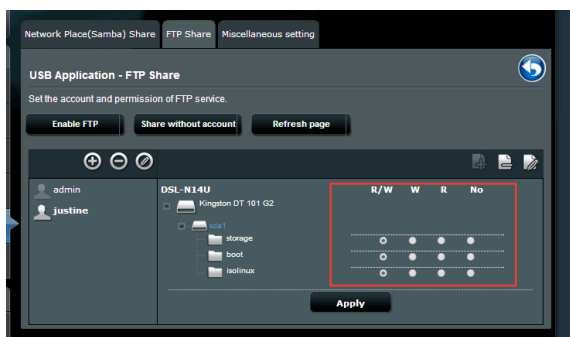 Network Place(Samba) Share FTP Share Miscellaneous setting
USB Application - FTP Share
Set the account and permission of FTP service.
Enable FTP Share without account Refresh page
admin DSL-N14U R/W W R No
justine Kingston DT 101 G2
sda1
storage
boot
isolinux
Apply